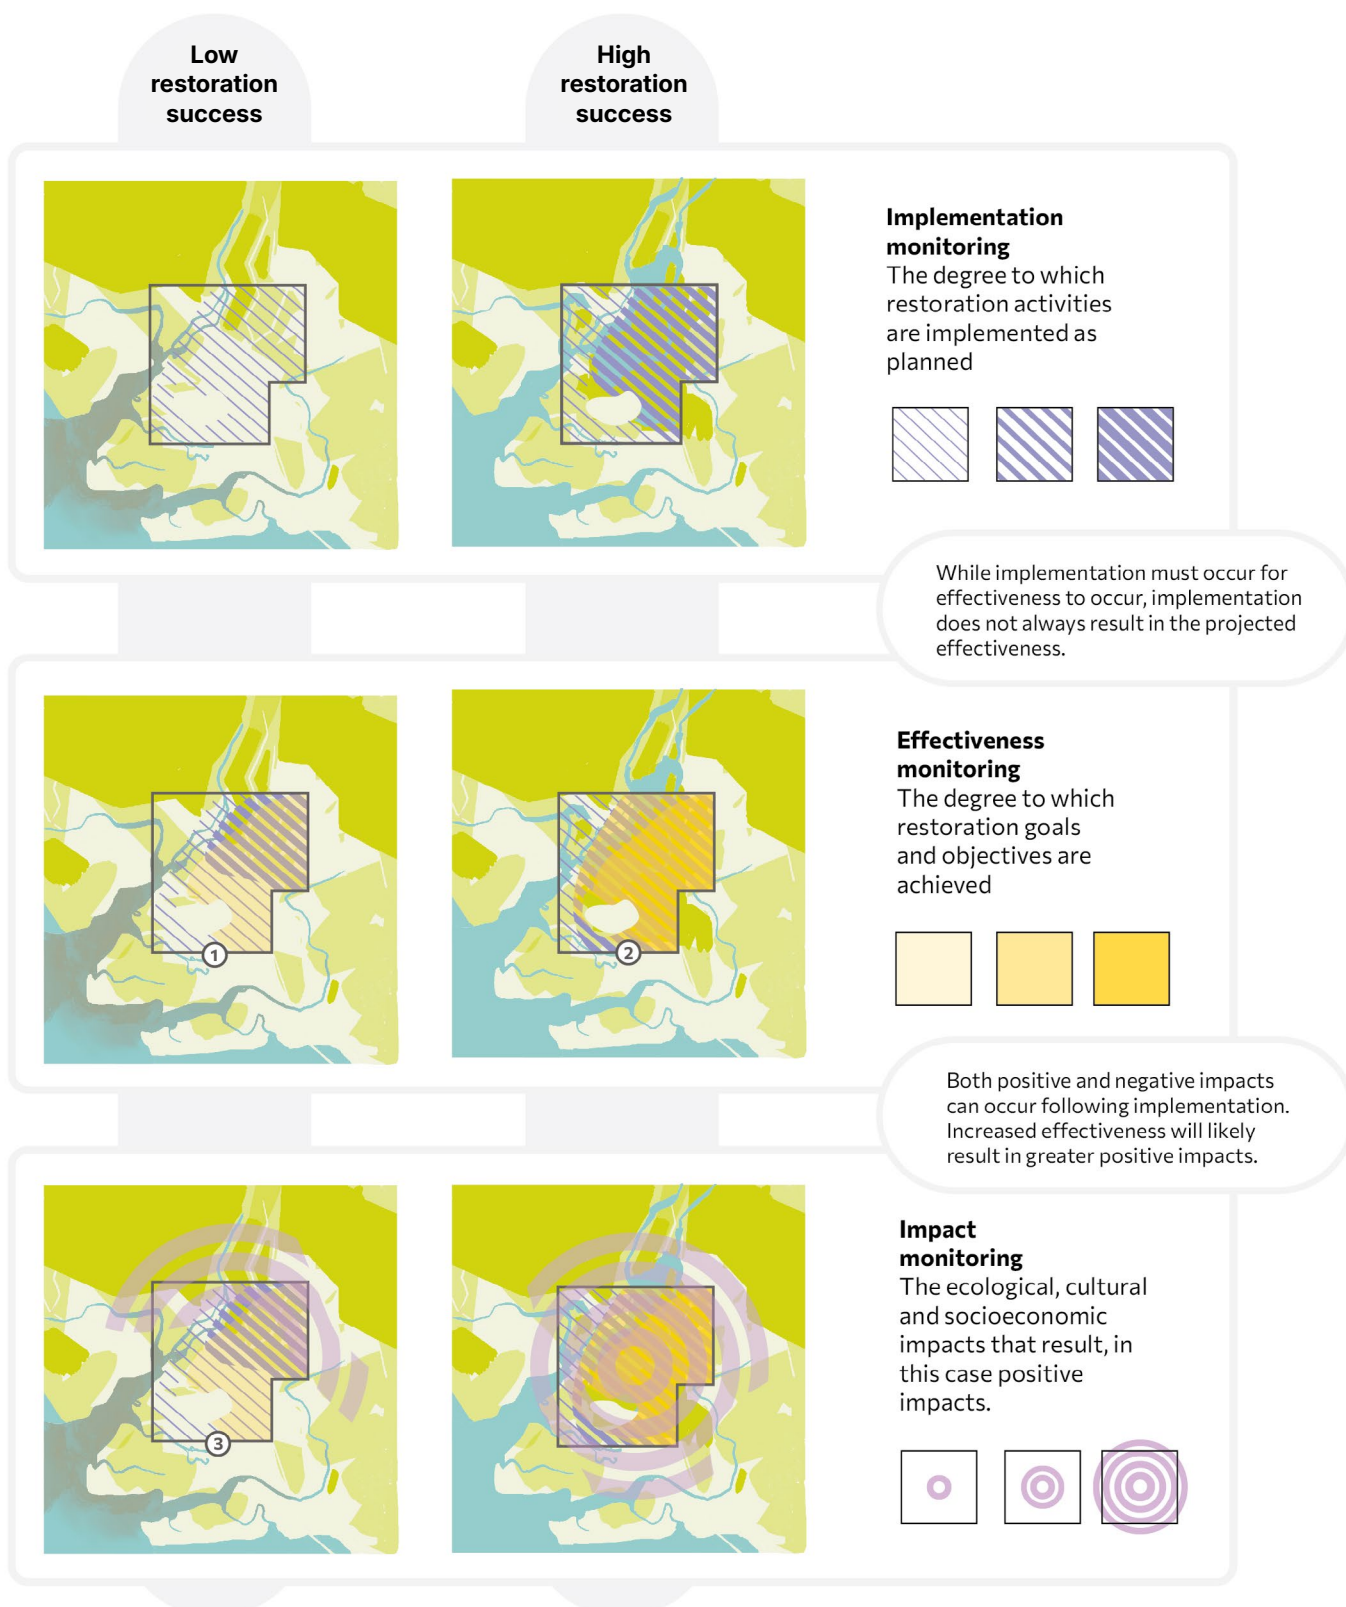 Low
restoration
success
High
restoration
success
Implementation
monitoring
The degree to which
restoration activities
are implemented as
planned
While implementation must occur for
effectiveness to occur, implementation
does not always result in the projected
effectiveness.
Effectiveness
monitoring
The degree to which
restoration goals
and objectives are
achieved
1
2
Both positive and negative impacts
can occur following implementation.
Increased effectiveness will likely
result in greater positive impacts.
Impact
monitoring
The ecological, cultural
and socioeconomic
impacts that result, in
this case positive
impacts.
3